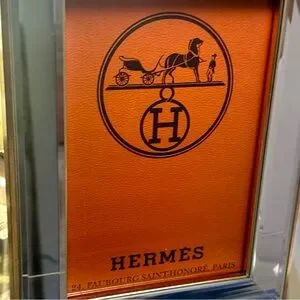 H
HERMÈS
24, FAUBOURG SAINT-HONORÉ, PARIS